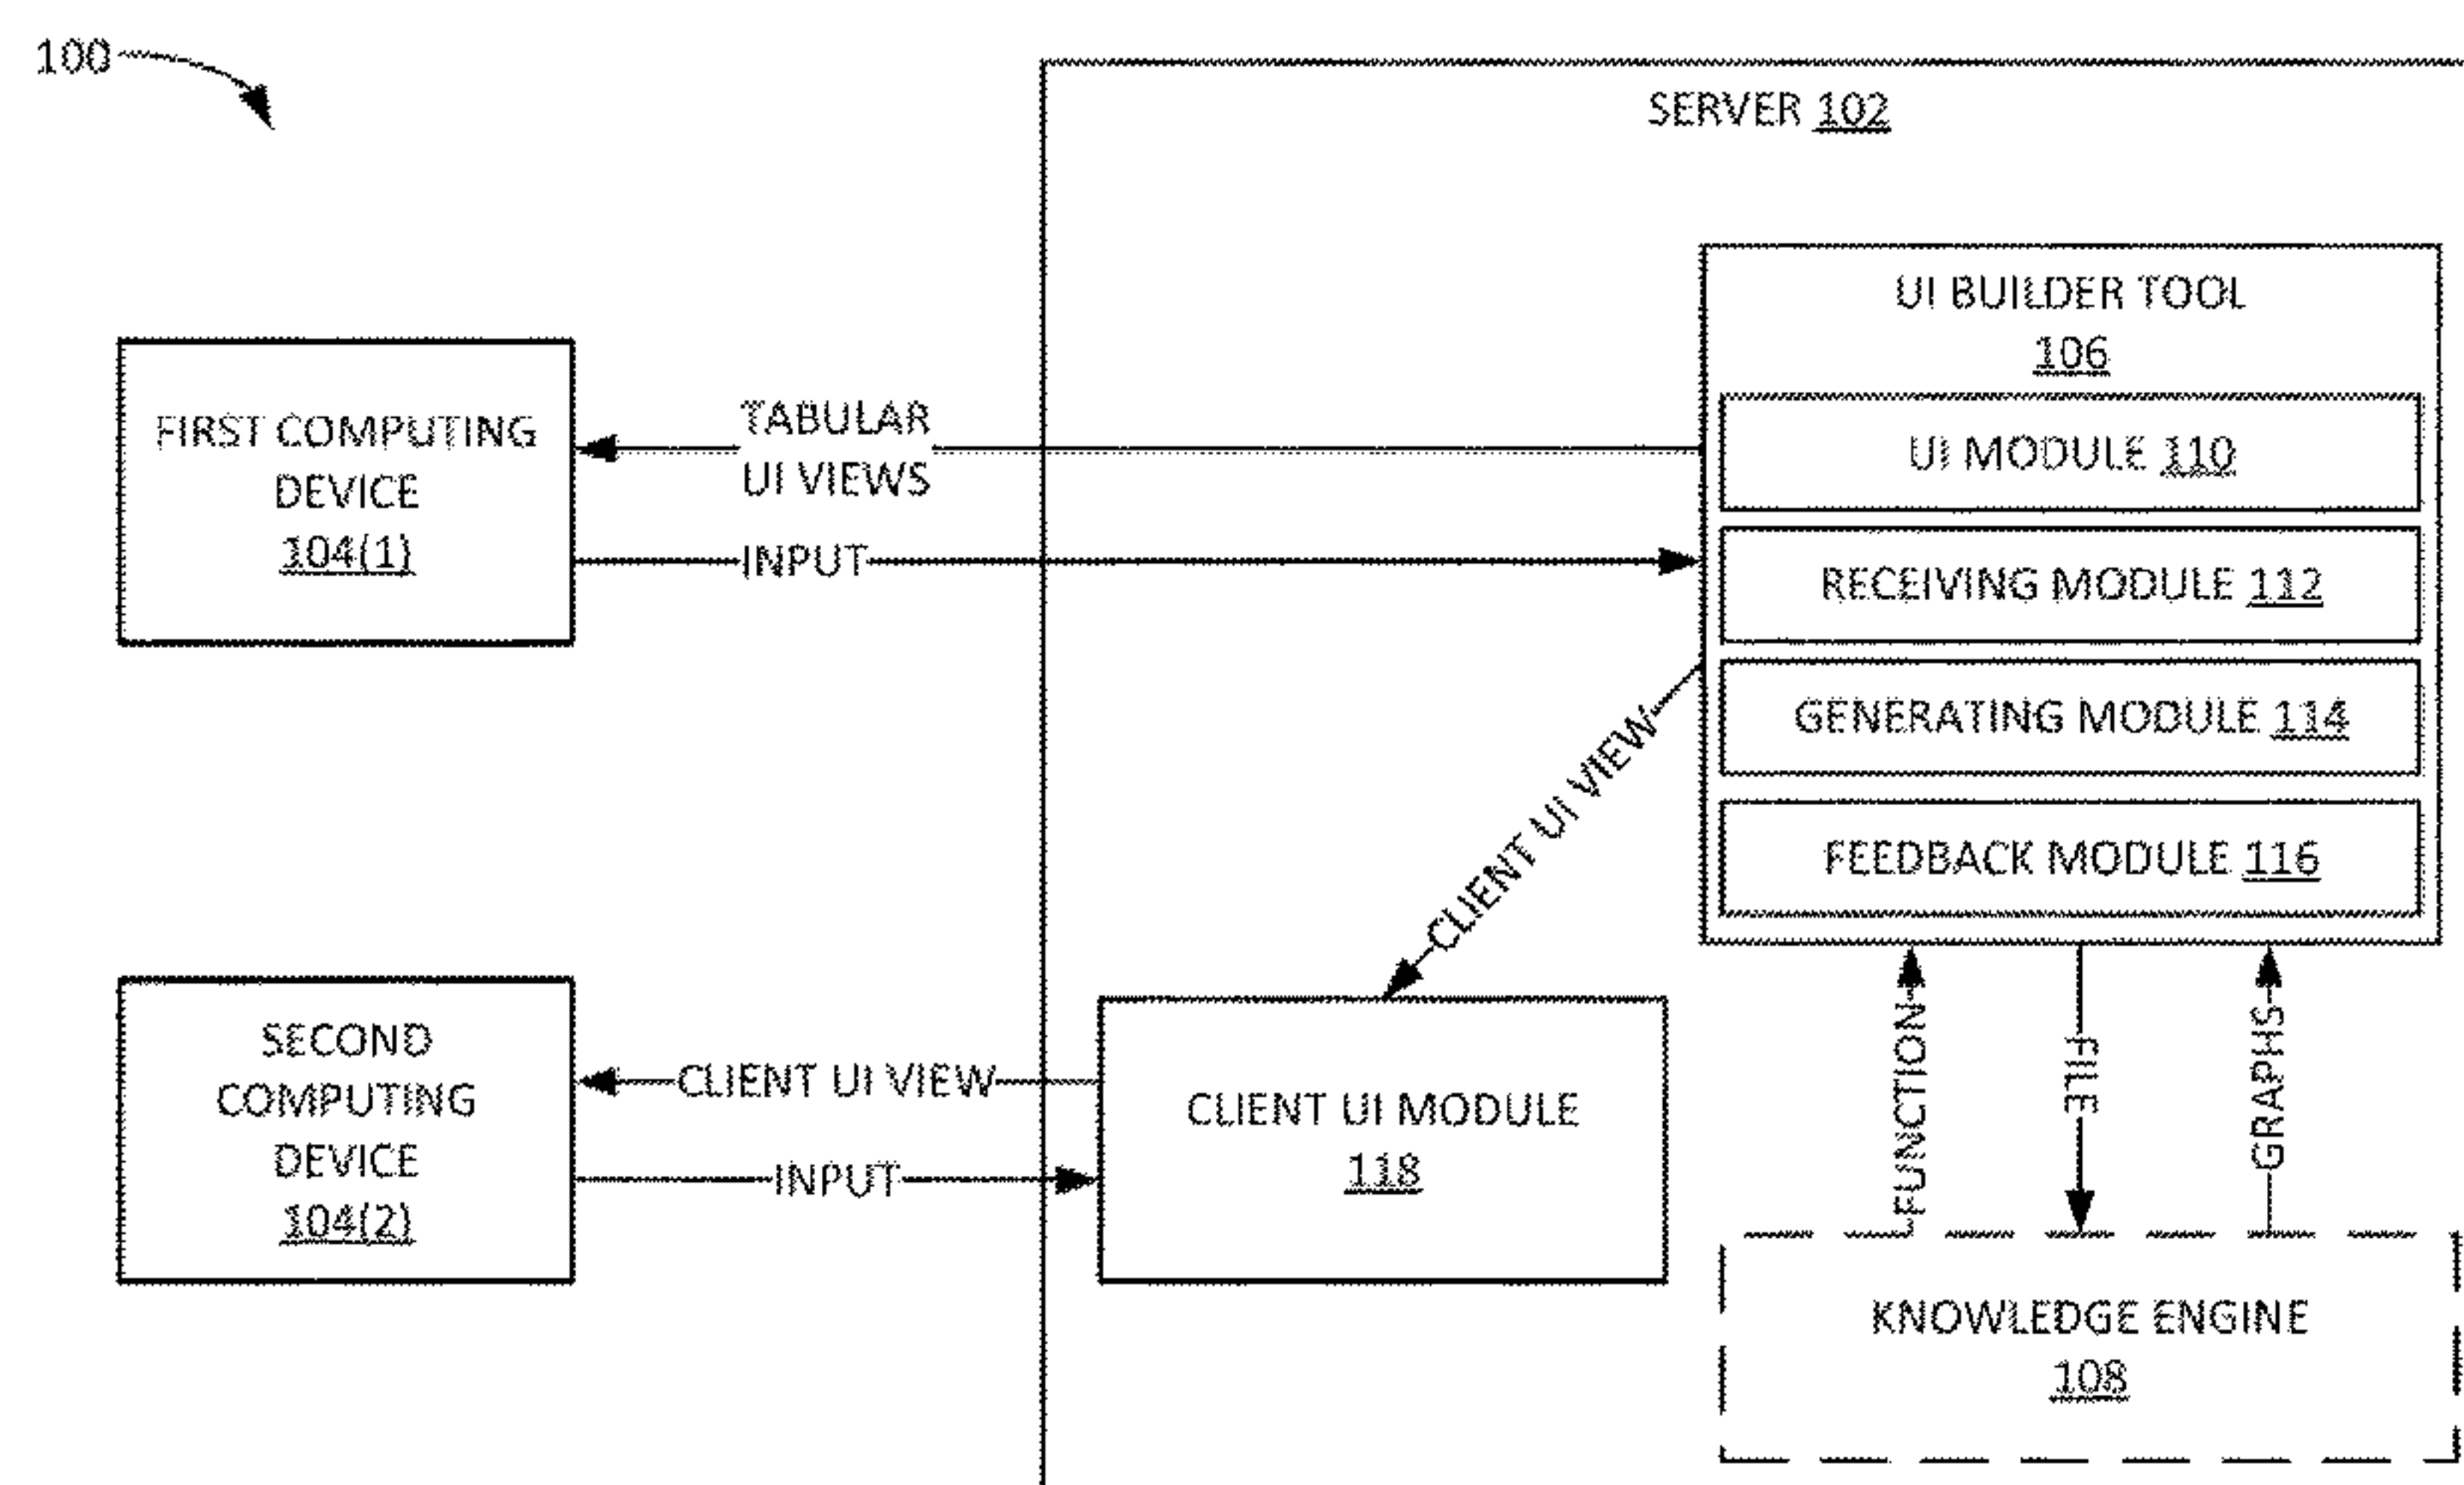 100
SERVER 102
UI BUILDER TOOL
106
UI MODULE 110
RECEIVING MODULE 112
GENERATING MODULE 114
FEEDBACK MODULE 116
FIRST COMPUTING
DEVICE
104(1)
TABULAR
UI VIEWS
INPUT
CLIENT UI VIEW
SECOND
COMPUTING
DEVICE
104(2)
CLIENT UI VIEW
INPUT
CLIENT UI MODULE
118
FUNCTION
FILE
GRAPHS
KNOWLEDGE ENGINE
108